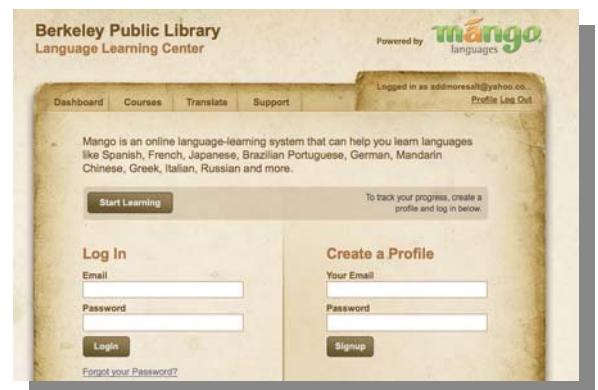 Berkeley Public Library
Language Learning Center
Powered by mango languages
Logged in as addmoresalt@yahoo.co...
Profile Log Out
Dashboard Courses Translate Support
Mango is an online language-learning system that can help you learn languages
like Spanish, French, Japanese, Brazilian Portuguese, German, Mandarin
Chinese, Greek, Italian, Russian and more.
Start Learning
To track your progress, create a
profile and log in below.
Log In
Email
Password
Login
Forgot your Password?
Create a Profile
Your Email
Password
Signup